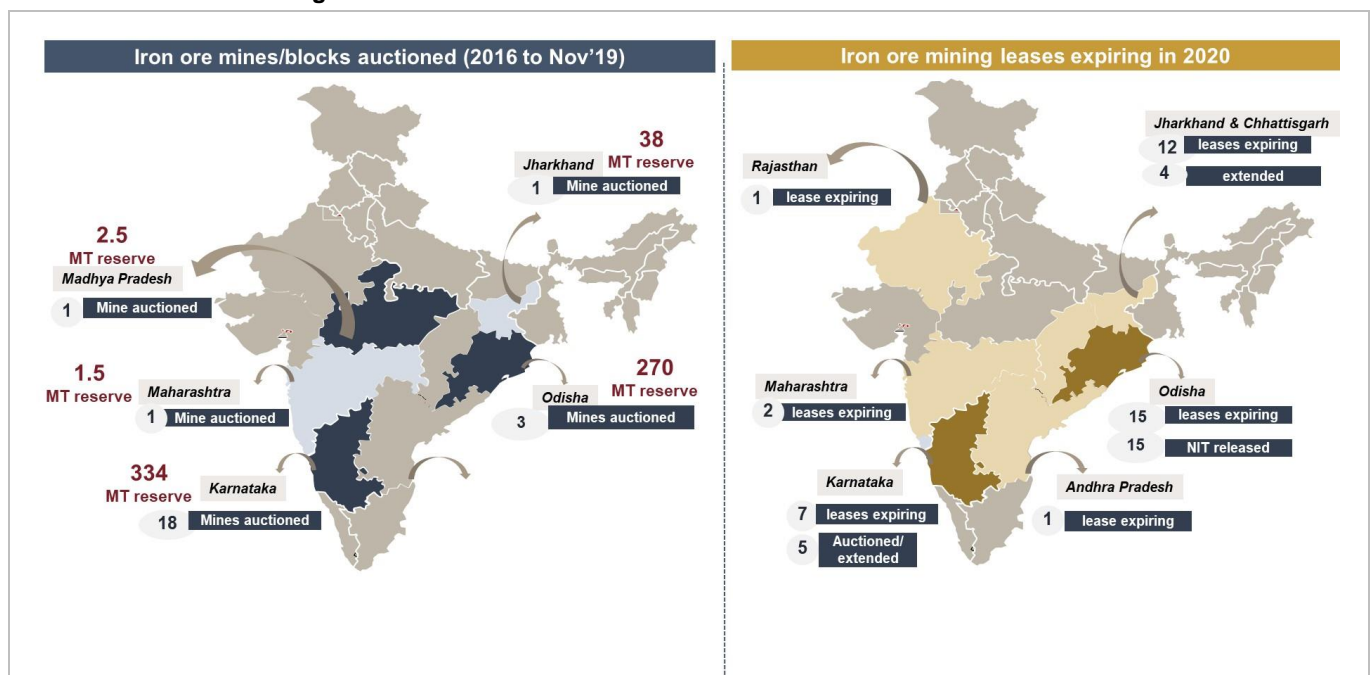 Iron ore mines/blocks auctioned (2016 to Nov'19)
38
MT reserve
Jharkhand
1 Mine auctioned
2.5
MT reserve
Madhya Pradesh
1 Mine auctioned
1.5
MT reserve
Maharashtra
1 Mine auctioned
270
MT reserve
Odisha
3 Mines auctioned
334
MT reserve
Karnataka
18 Mines auctioned
Iron ore mining leases expiring in 2020
Jharkhand & Chhattisgarh
12 leases expiring
4 extended
Rajasthan
1 lease expiring
Maharashtra
2 leases expiring
Odisha
15 leases expiring
15 NIT released
Karnataka
7 leases expiring
5 Auctioned/
extended
Andhra Pradesh
1 lease expiring